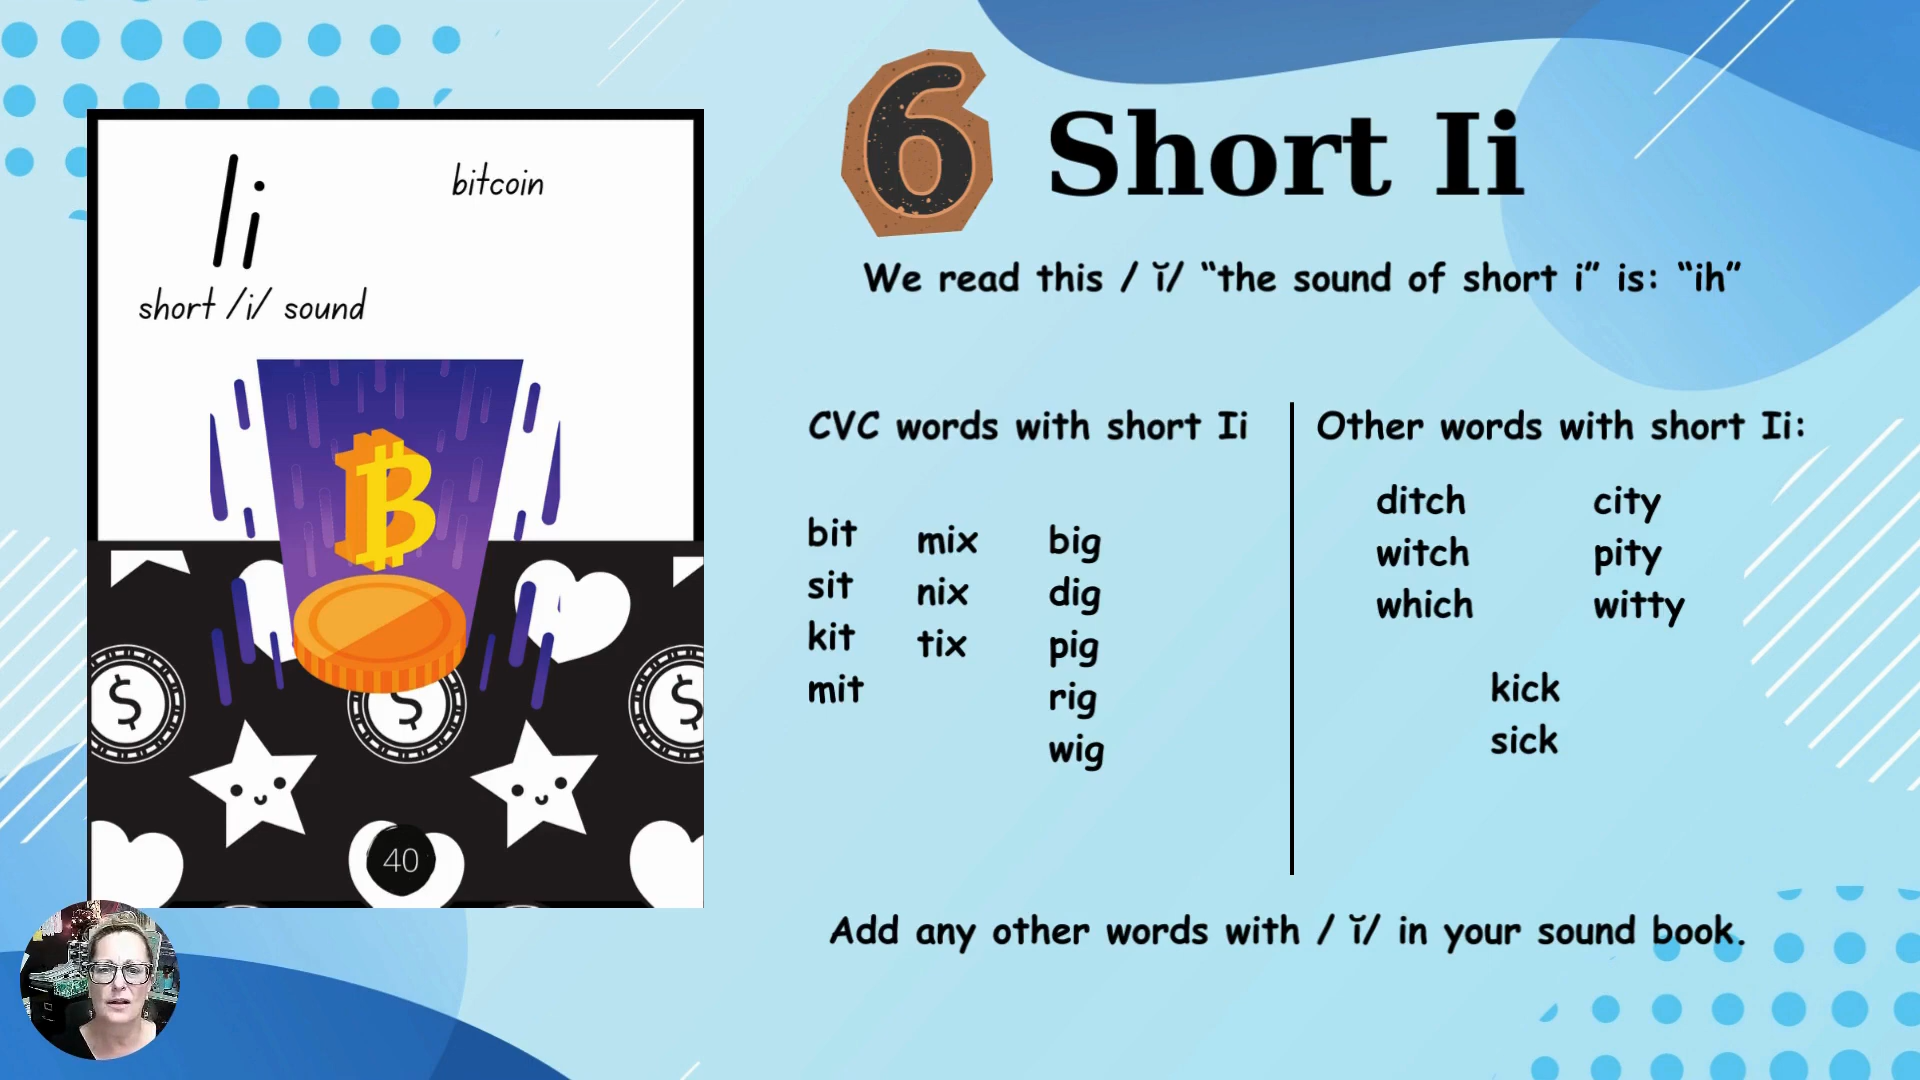 Ii
bitcoin
short /i/ sound
40
6 Short Ii
We read this / ĭ/ “the sound of short i” is: “ih”
CVC words with short Ii
bit
sit
kit
mit
mix
nix
tix
big
dig
pig
rig
wig
Other words with short Ii:
ditch
witch
which
city
pity
witty
kick
sick
Add any other words with / ĭ/ in your sound book.